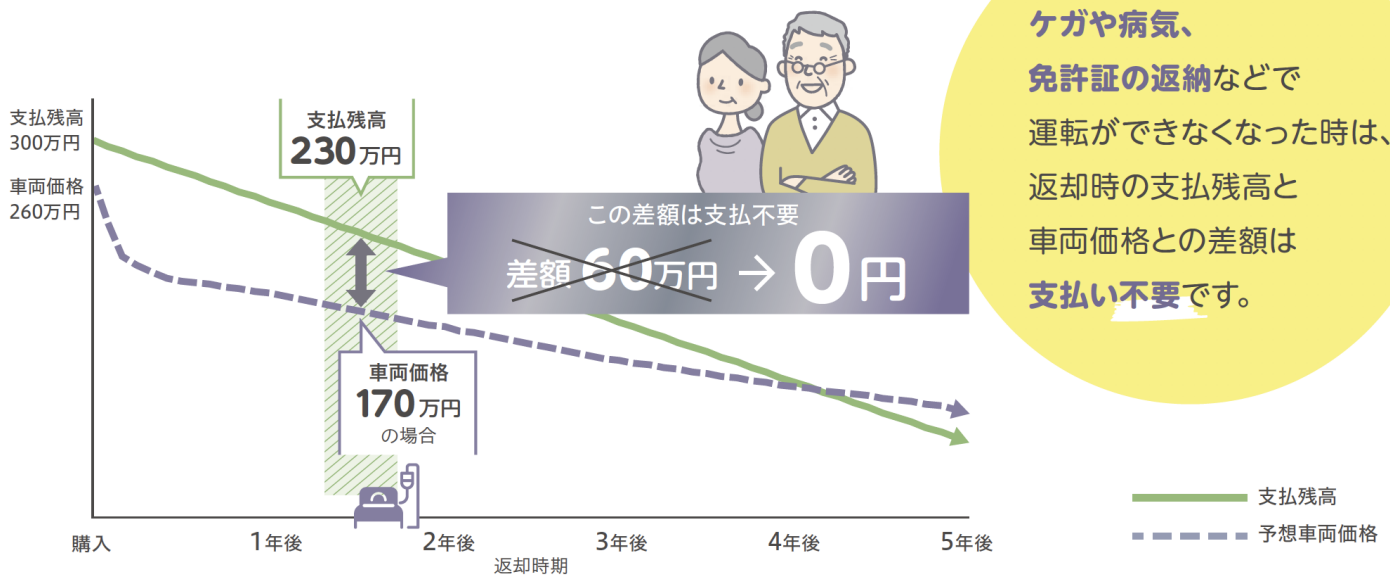 ケガや病気、
免許証の返納などで
運転ができなくなった時は、
返却時の支払残高と
車両価格との差額は
支払い不要です。
支払残高
300万円
車両価格
260万円
支払残高
230万円
この差額は支払不要
差額 60万円 → 0円
車両価格
170万円
の場合
購入
1年後
2年後
3年後
4年後
5年後
返却時期
支払残高
予想車両価格